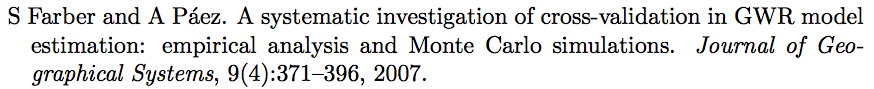 S Farber and A Páez. A systematic investigation of cross-validation in GWR model
estimation: empirical analysis and Monte Carlo simulations. Journal of Geo-
graphical Systems, 9(4):371–396, 2007.